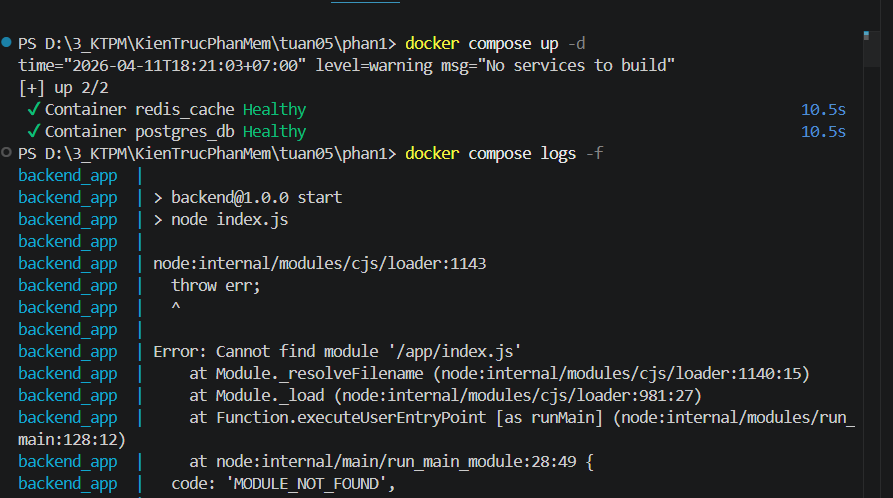 PS D:\3_KTPM\KienTrucPhanMem\tuan05\phan1> docker compose up -d
time="2026-04-11T18:21:03+07:00" level=warning msg="No services to build"
[+] up 2/2
✓ Container redis_cache Healthy 10.5s
✓ Container postgres_db Healthy 10.5s
PS D:\3_KTPM\KienTrucPhanMem\tuan05\phan1> docker compose logs -f
backend_app |
backend_app | > backend@1.0.0 start
backend_app | > node index.js
backend_app |
backend_app | node:internal/modules/cjs/loader:1143
backend_app |   throw err;
backend_app |   ^
backend_app |
backend_app | Error: Cannot find module '/app/index.js'
backend_app |     at Module._resolveFilename (node:internal/modules/cjs/loader:1140:15)
backend_app |     at Module._load (node:internal/modules/cjs/loader:981:27)
backend_app |     at Function.executeUserEntryPoint [as runMain] (node:internal/modules/run_
main:128:12)
backend_app |     at node:internal/main/run_main_module:28:49 {
backend_app |   code: 'MODULE_NOT_FOUND',